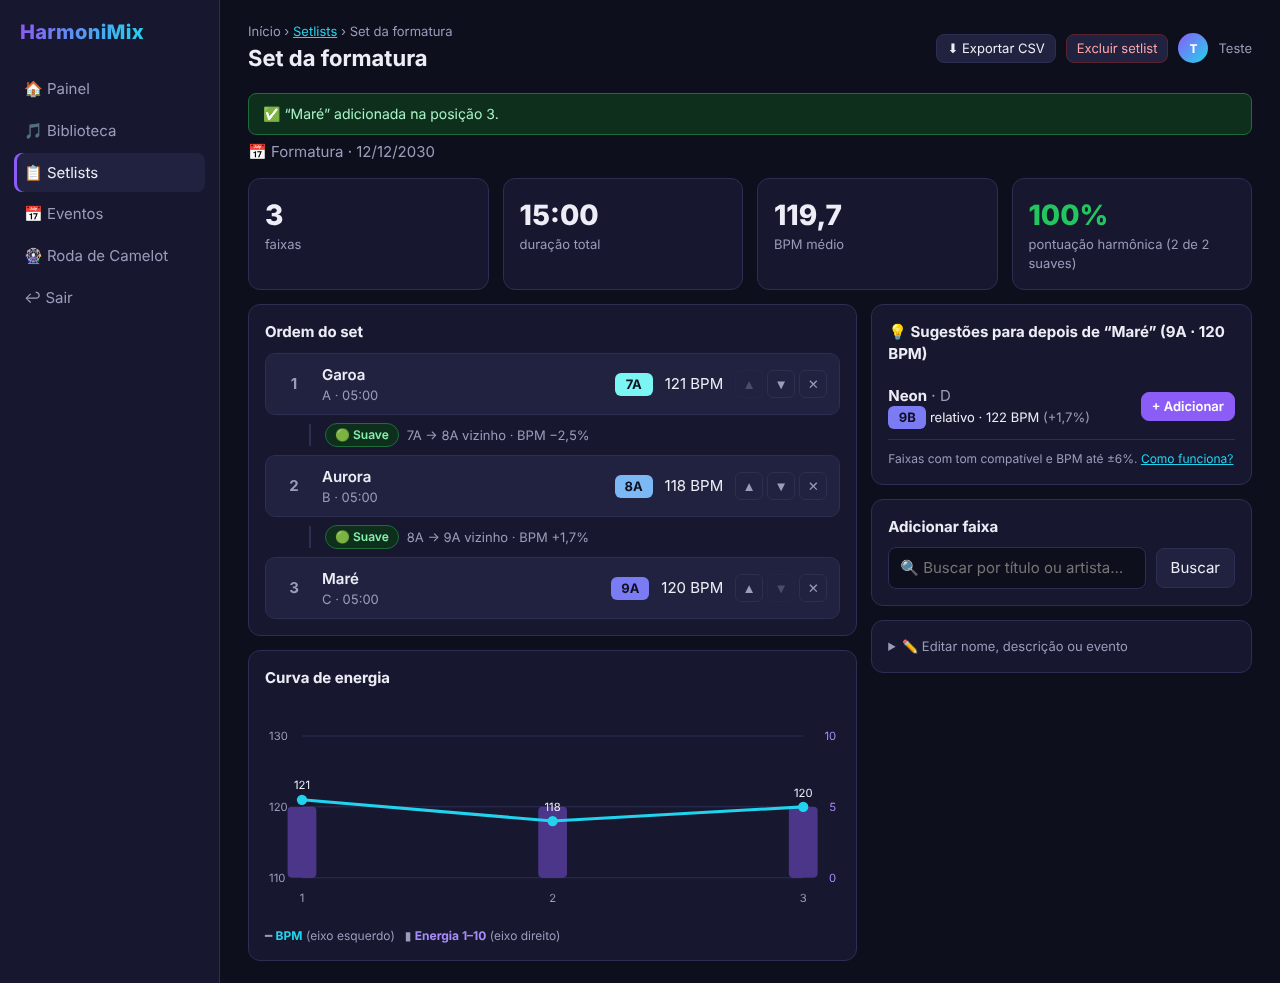 HarmoniMix
🏠 Painel
🎵 Biblioteca
📋 Setlists
📅 Eventos
🎡 Roda de Camelot
↩ Sair
Início › Setlists › Set da formatura
Set da formatura
⬇ Exportar CSV
Excluir setlist
T
Teste
✅ “Maré” adicionada na posição 3.
📅 Formatura · 12/12/2030
3
faixas
15:00
duração total
119,7
BPM médio
100%
pontuação harmônica (2 de 2
suaves)
Ordem do set
1
Garoa
A · 05:00
7A
121 BPM
▲ ▼ ✕
🟢 Suave
7A → 8A vizinho · BPM −2,5%
2
Aurora
B · 05:00
8A
118 BPM
▲ ▼ ✕
🟢 Suave
8A → 9A vizinho · BPM +1,7%
3
Maré
C · 05:00
9A
120 BPM
▲ ▼ ✕
Curva de energia
130
120
110
121
118
120
10
5
0
1
2
3
━ BPM (eixo esquerdo) ▮ Energia 1–10 (eixo direito)
💡 Sugestões para depois de “Maré” (9A · 120
BPM)
Neon · D
9B relativo · 122 BPM (+1,7%)
+ Adicionar
Faixas com tom compatível e BPM até ±6%. Como funciona?
Adicionar faixa
🔍 Buscar por título ou artista...
Buscar
▶ ✏️ Editar nome, descrição ou evento